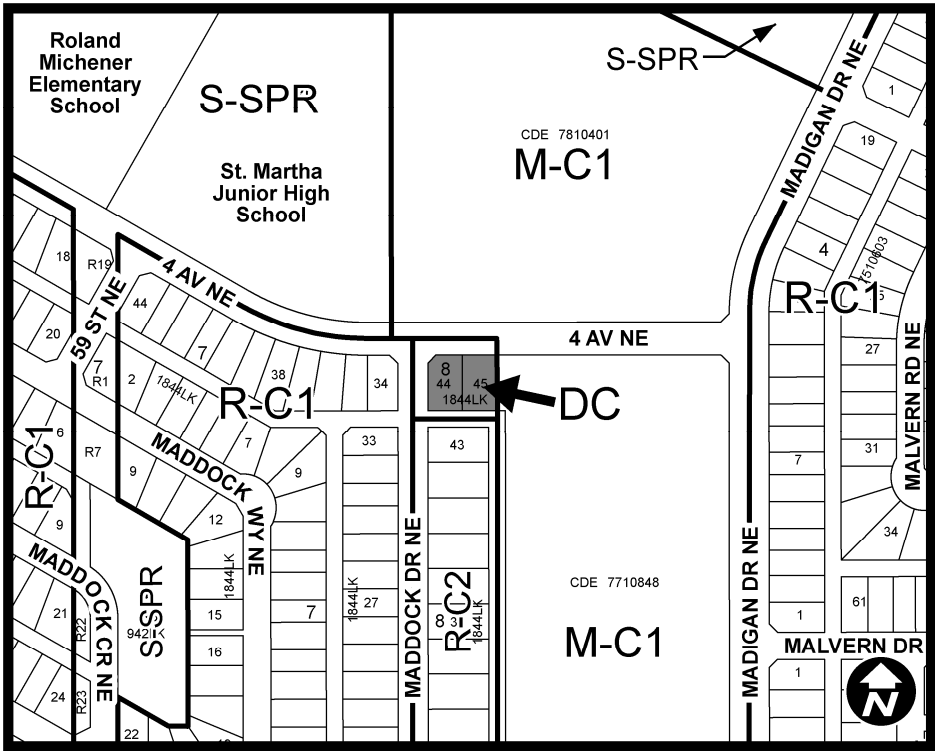 Roland
Michener
Elementary
School
S-SPR
S-SPR
MADIGAN DR NE
1
CDE 7810401
M-C1
19
St. Martha
Junior High
School
4
7510603
18
R19
4 AV NE
59 ST NE
44
R-C1
20
7
4 AV NE
27
MALVERN RD NE
7
R1
2
1844LK
38
34
8
44
45
1844LK
DC
R-C1
6
R-C1
R7
MADDOCK WY NE
7
9
33
43
7
31
9
9
12
34
MADDOCK CR NE
S-SPR
942LK
1844LK
MADDOCK DR NE
R-C2
CDE 7710848
MADIGAN DR NE
21
R22
15
7
1844LK
27
8
1844LK
M-C1
1
61
16
MALVERN DR
24
R23
1
22
N